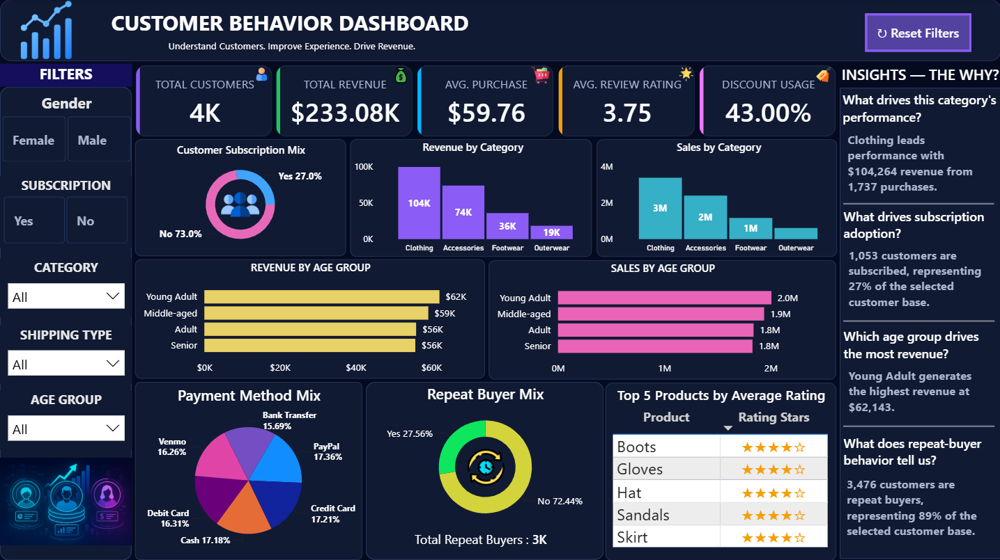 CUSTOMER BEHAVIOR DASHBOARD
Understand Customers. Improve Experience. Drive Revenue.
↻ Reset Filters
FILTERS
Gender
Female
Male
SUBSCRIPTION
Yes
No
CATEGORY
All
SHIPPING TYPE
All
AGE GROUP
All
TOTAL CUSTOMERS
4K
TOTAL REVENUE
$233.08K
AVG. PURCHASE
$59.76
AVG. REVIEW RATING
3.75
DISCOUNT USAGE
43.00%
Customer Subscription Mix
Yes 27.0%
No 73.0%
Revenue by Category
100K
50K
0K
104K
74K
36K
19K
Clothing
Accessories
Footwear
Outerwear
Sales by Category
4M
2M
0M
3M
2M
1M
Clothing
Accessories
Footwear
Outerwear
REVENUE BY AGE GROUP
Young Adult
$62K
Middle-aged
$59K
Adult
$56K
Senior
$56K
$0K
$20K
$40K
$60K
SALES BY AGE GROUP
Young Adult
2.0M
Middle-aged
1.9M
Adult
1.8M
Senior
1.8M
0M
1M
2M
Payment Method Mix
Bank Transfer
15.69%
PayPal
17.36%
Credit Card
17.21%
Cash 17.18%
Debit Card
16.31%
Venmo
16.26%
Repeat Buyer Mix
Yes 27.56%
No 72.44%
Total Repeat Buyers : 3K
Top 5 Products by Average Rating
Product
Rating Stars
Boots
★★★★☆
Gloves
★★★★☆
Hat
★★★★☆
Sandals
★★★★☆
Skirt
★★★★☆
INSIGHTS — THE WHY?
What drives this category's
performance?
Clothing leads
performance with
$104,264 revenue from
1,737 purchases.
What drives subscription
adoption?
1,053 customers are
subscribed, representing
27% of the selected
customer base.
Which age group drives
the most revenue?
Young Adult generates
the highest revenue at
$62,143.
What does repeat-buyer
behavior tell us?
3,476 customers are
repeat buyers,
representing 89% of the
selected customer base.